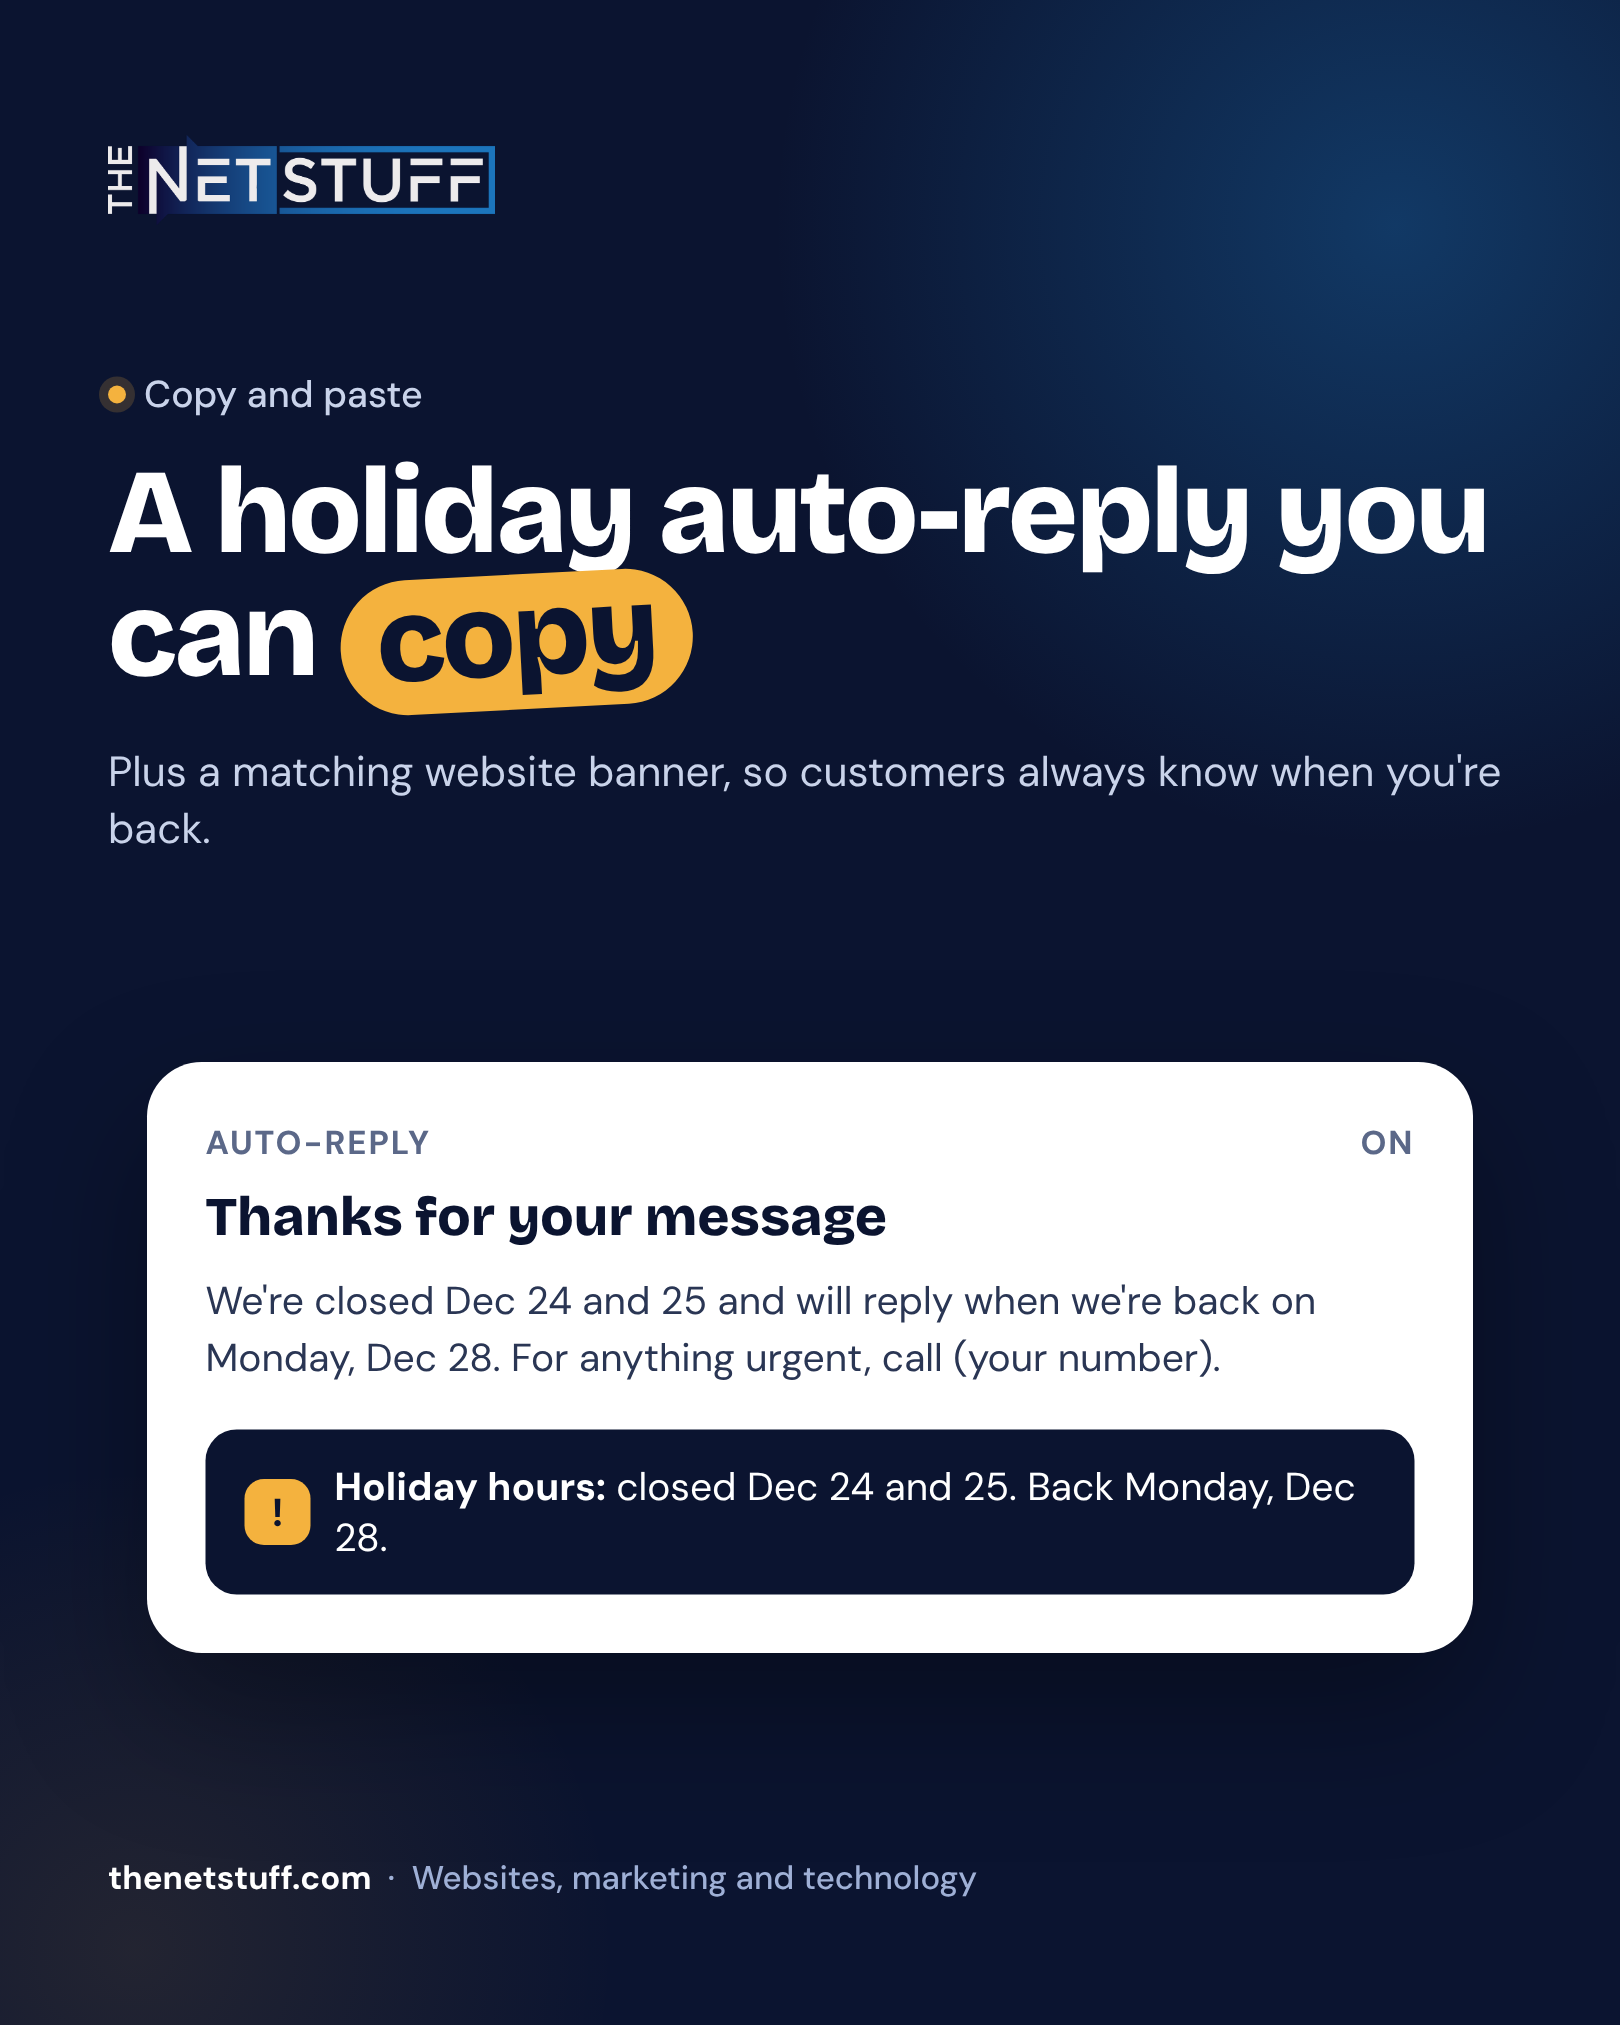 THE NETSTUFF
Copy and paste
A holiday auto-reply you
can copy
Plus a matching website banner, so customers always know when you're
back.
AUTO-REPLY ON
Thanks for your message
We're closed Dec 24 and 25 and will reply when we're back on
Monday, Dec 28. For anything urgent, call (your number).
! Holiday hours: closed Dec 24 and 25. Back Monday, Dec
28.
thenetstuff.com · Websites, marketing and technology